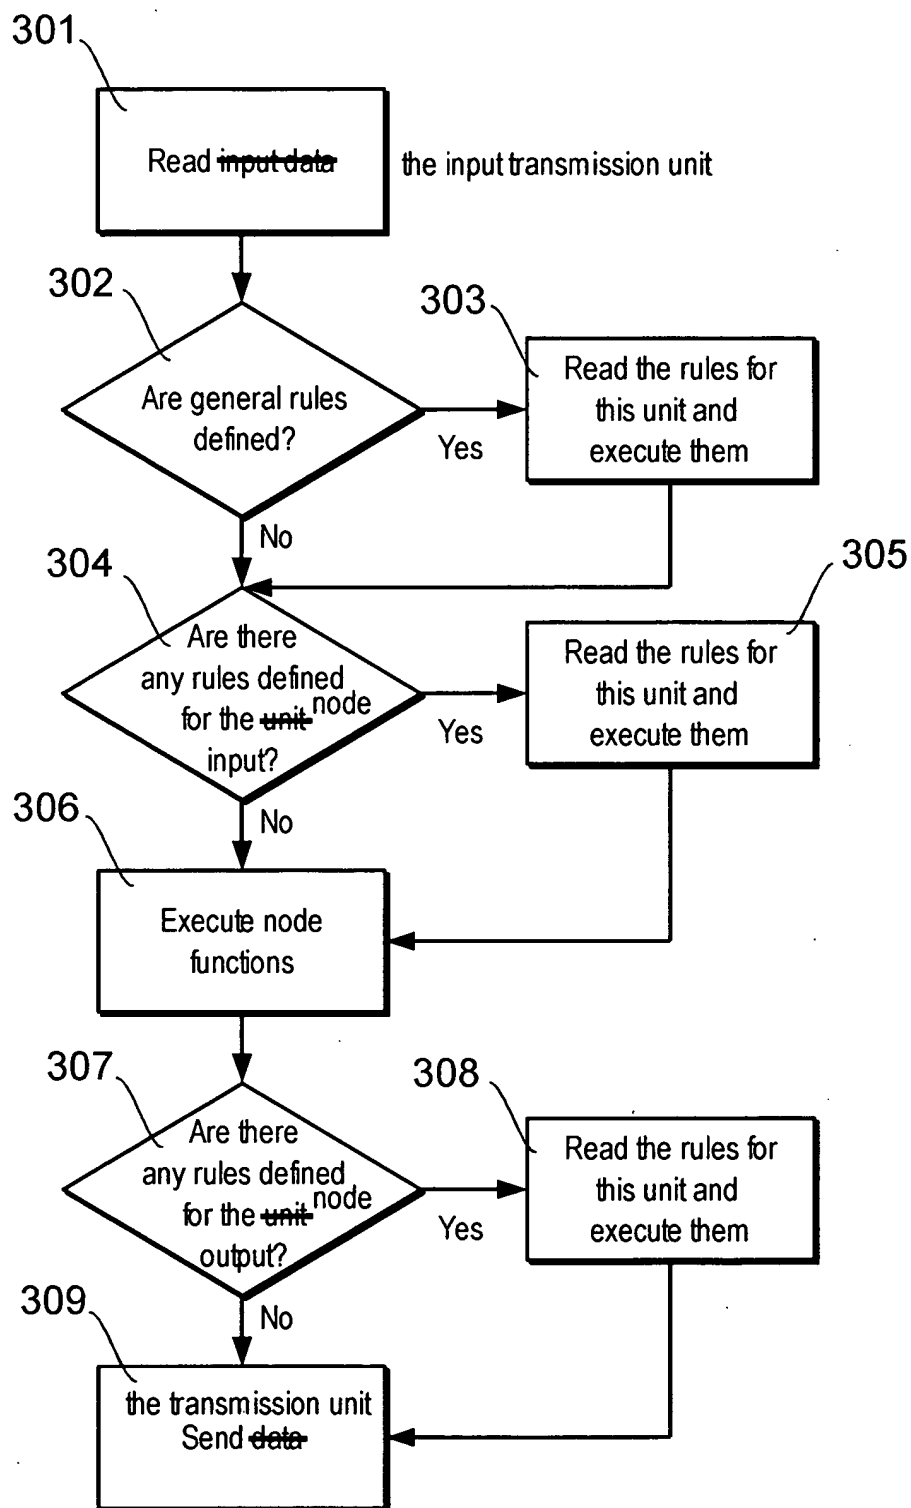 301
Read input data the input transmission unit
302
Are general rules
defined?
Yes
No
303
Read the rules for
this unit and
execute them
304
Are there
any rules defined
for the unit node
input?
Yes
No
305
Read the rules for
this unit and
execute them
306
Execute node
functions
307
Are there
any rules defined
for the unit node
output?
Yes
No
308
Read the rules for
this unit and
execute them
309
the transmission unit
Send data